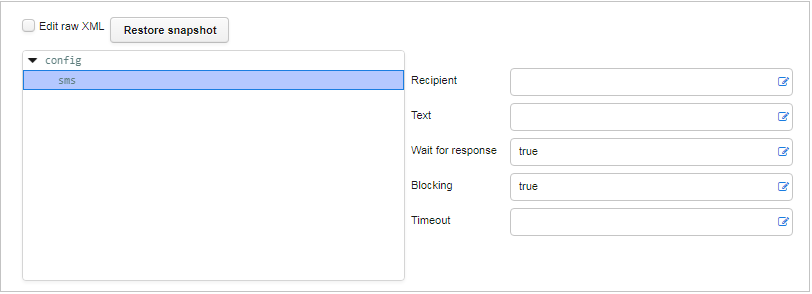 Edit raw XML
Restore snapshot
config
sms
Recipient
Text
Wait for response
true
Blocking
true
Timeout